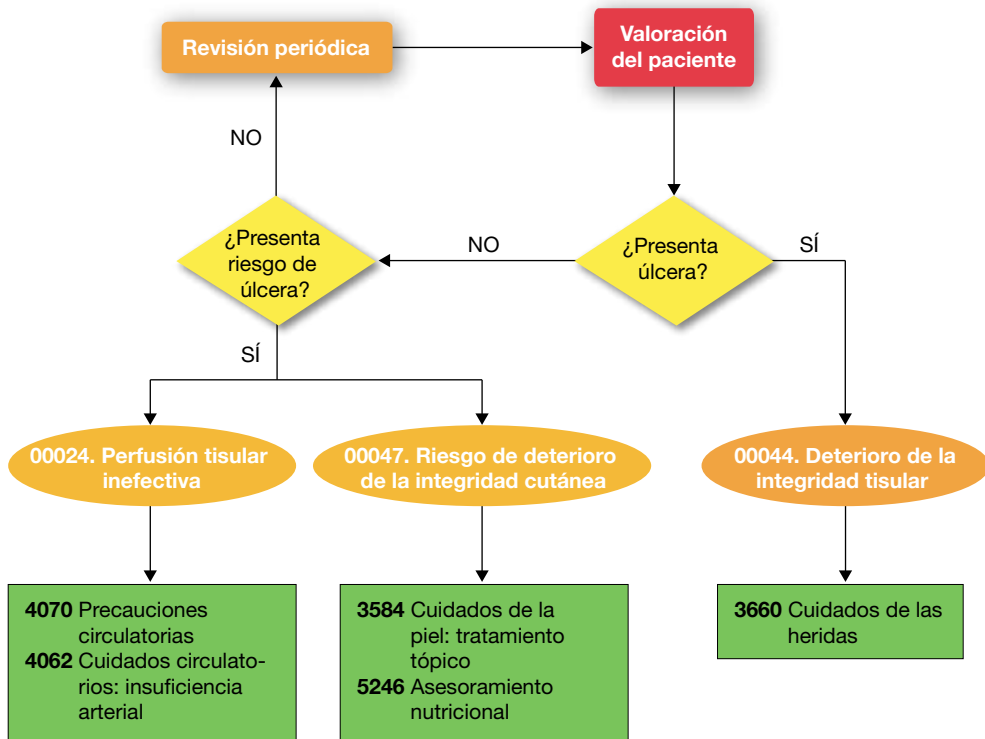 Revisión periódica
Valoración
del paciente
NO
¿Presenta
riesgo de
úlcera?
NO
¿Presenta
úlcera?
SÍ
SÍ
00024. Perfusión tisular
inefectiva
00047. Riesgo de deterioro
de la integridad cutánea
00044. Deterioro de la
integridad tisular
4070 Precauciones
circulatorias
4062 Cuidados circulato-
rios: insuficiencia
arterial
3584 Cuidados de la
piel: tratamiento
tópico
5246 Asesoramiento
nutricional
3660 Cuidados de las
heridas